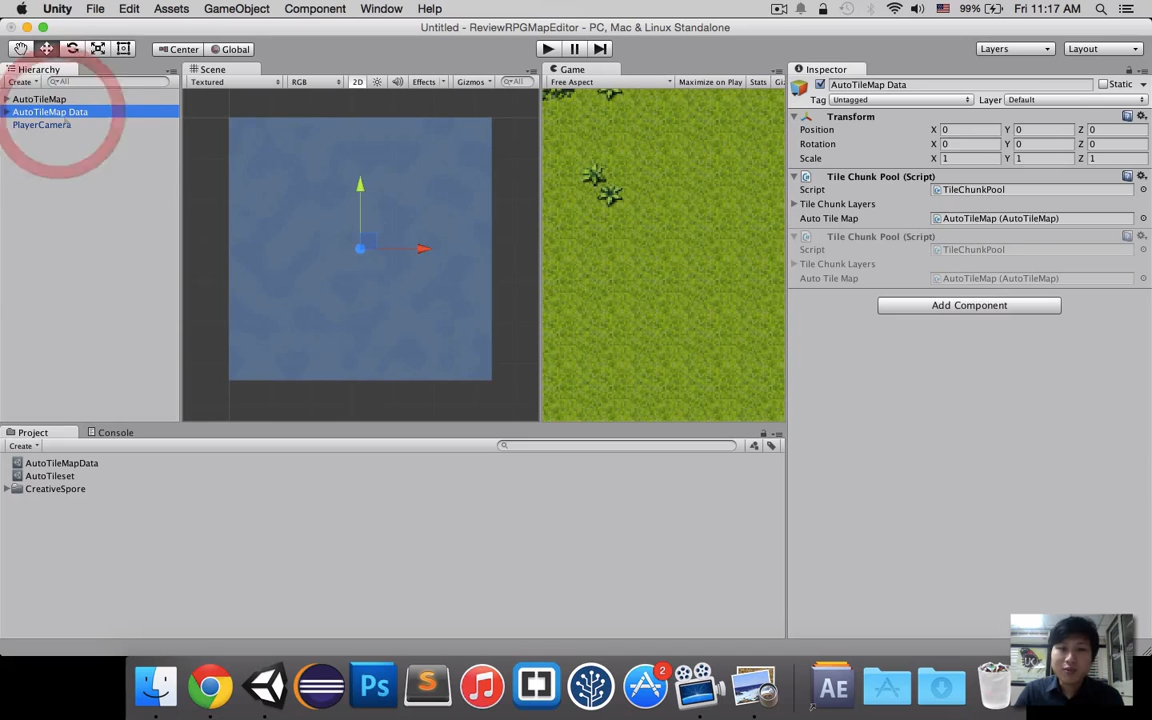 Unity File Edit Assets GameObject Component Window Help 99% Fri 11:17 AM
Untitled - ReviewRPGMapEditor - PC, Mac & Linux Standalone
Center Global Layers Layout
Hierarchy Scene Game Inspector
Create All Textured RGB 2D Effects Gizmos All Free Aspect Maximize on Play Stats Giz
AutoTileMap
AutoTileMap Data
PlayerCamera
AutoTileMap Data Static
Tag Untagged Layer Default
Transform
Position X 0 Y 0 Z 0
Rotation X 0 Y 0 Z 0
Scale X 1 Y 1 Z 1
Tile Chunk Pool (Script)
Script TileChunkPool
Tile Chunk Layers
Auto Tile Map AutoTileMap (AutoTileMap)
Tile Chunk Pool (Script)
Script TileChunkPool
Tile Chunk Layers
Auto Tile Map AutoTileMap (AutoTileMap)
Add Component
Project Console
Create
AutoTileMapData
AutoTileset
CreativeSpore
Ps S 2 AE